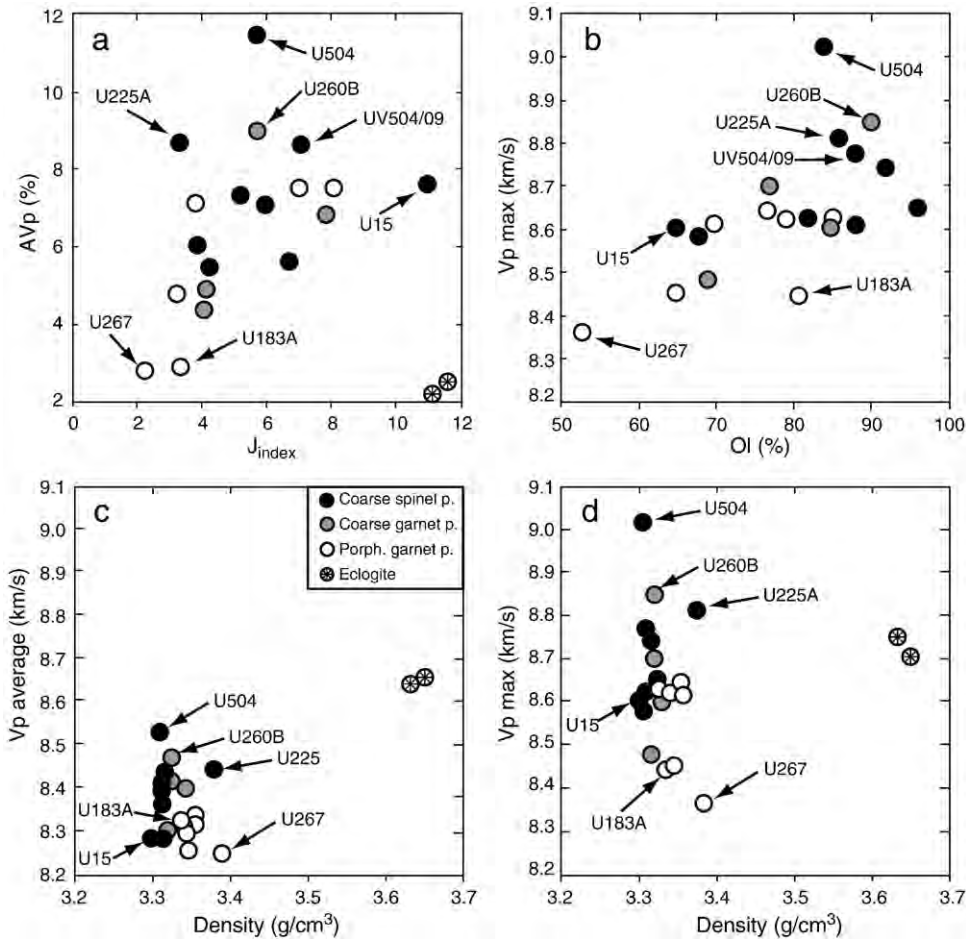 a
12
10
8
6
4
2
AVp (%)
U504
U260B
U225A
UV504/09
U15
U267
U183A
0 2 4 6 8 10 12
Jindex
b
9.1
9.0
8.9
8.8
8.7
8.6
8.5
8.4
8.3
8.2
Vp max (km/s)
U504
U260B
U225A
UV504/09
U15
U183A
U267
50 60 70 80 90 100
Ol (%)
c
9.1
9.0
8.9
8.8
8.7
8.6
8.5
8.4
8.3
8.2
Vp average (km/s)
Coarse spinel p.
Coarse garnet p.
Porph. garnet p.
Eclogite
U504
U260B
U225
U183A
U267
U15
3.2 3.3 3.4 3.5 3.6 3.7
Density (g/cm³)
d
9.1
9.0
8.9
8.8
8.7
8.6
8.5
8.4
8.3
8.2
Vp max (km/s)
U504
U260B
U225A
U15
U267
U183A
3.2 3.3 3.4 3.5 3.6 3.7
Density (g/cm³)